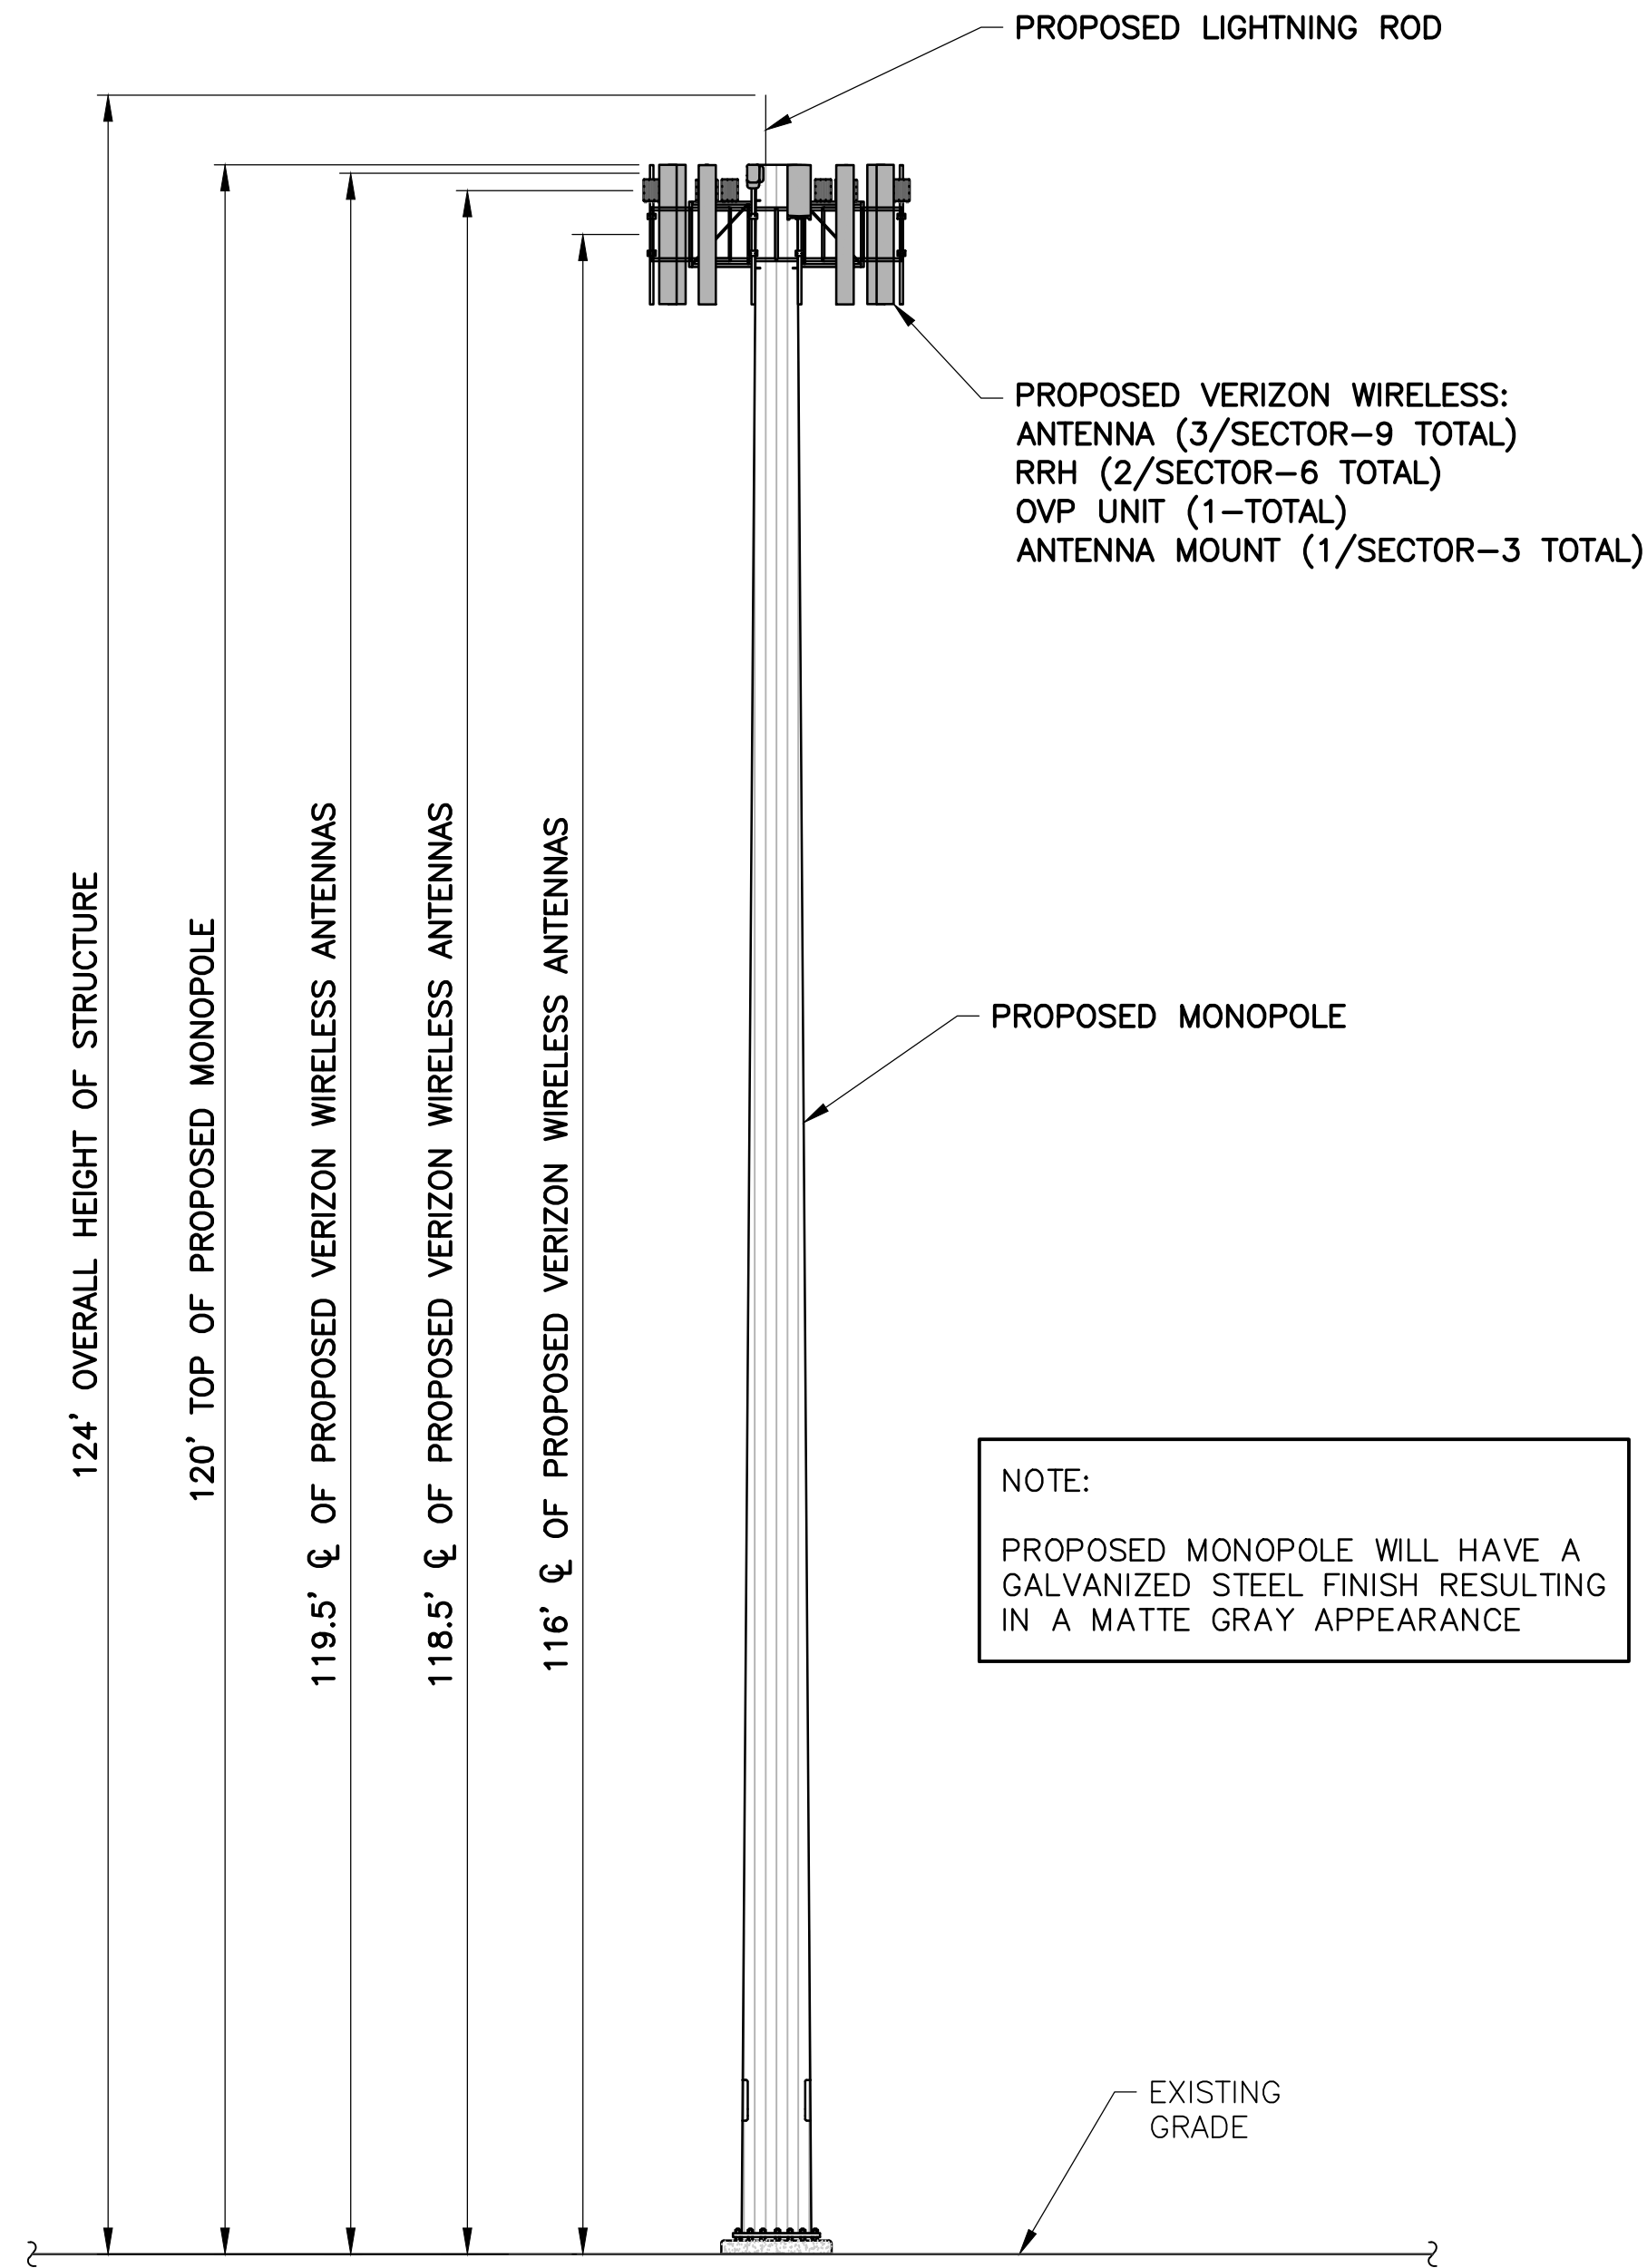 PROPOSED LIGHTNING ROD
PROPOSED VERIZON WIRELESS:
ANTENNA (3/SECTOR-9 TOTAL)
RRH (2/SECTOR-6 TOTAL)
OVP UNIT (1-TOTAL)
ANTENNA MOUNT (1/SECTOR-3 TOTAL)
124' OVERALL HEIGHT OF STRUCTURE
120' TOP OF PROPOSED MONOPOLE
119.5' ℄ OF PROPOSED VERIZON WIRELESS ANTENNAS
118.5' ℄ OF PROPOSED VERIZON WIRELESS ANTENNAS
116' ℄ OF PROPOSED VERIZON WIRELESS ANTENNAS
PROPOSED MONOPOLE
NOTE:
PROPOSED MONOPOLE WILL HAVE A
GALVANIZED STEEL FINISH RESULTING
IN A MATTE GRAY APPEARANCE
EXISTING
GRADE